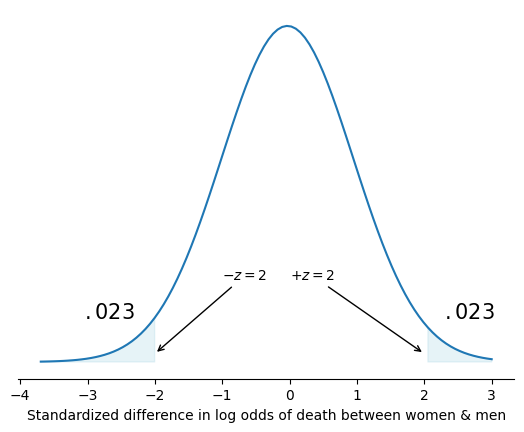 −z = 2 +z = 2
.023 .023
−4 −3 −2 −1 0 1 2 3
Standardized difference in log odds of death between women & men